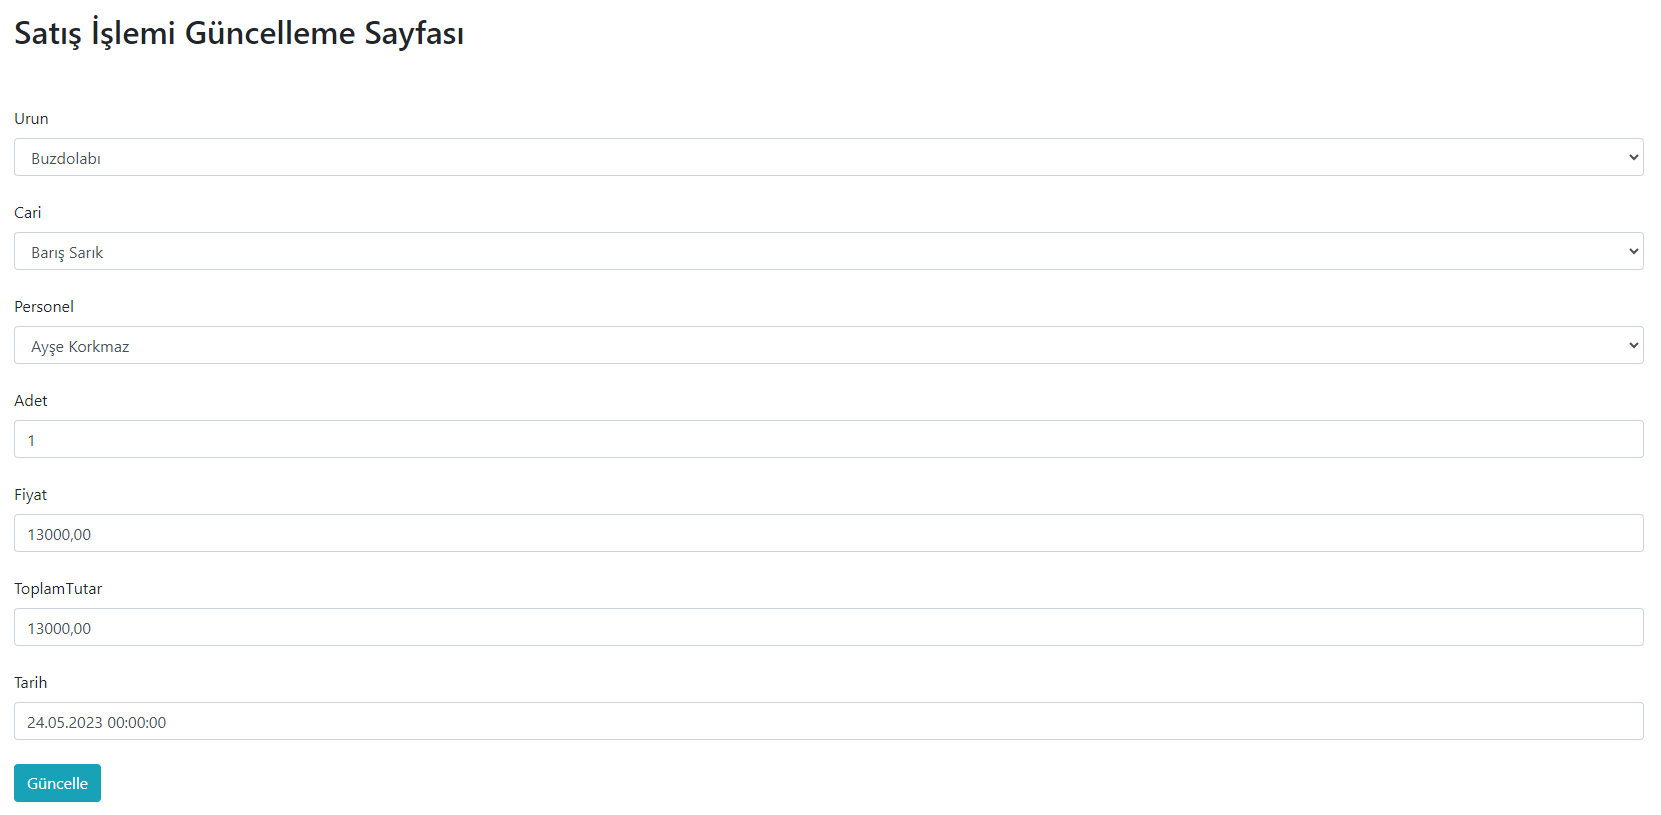 Satış İşlemi Güncelleme Sayfası
Urun
Buzdolabı
Cari
Barış Sarık
Personel
Ayşe Korkmaz
Adet
1
Fiyat
13000,00
ToplamTutar
13000,00
Tarih
24.05.2023 00:00:00
Güncelle